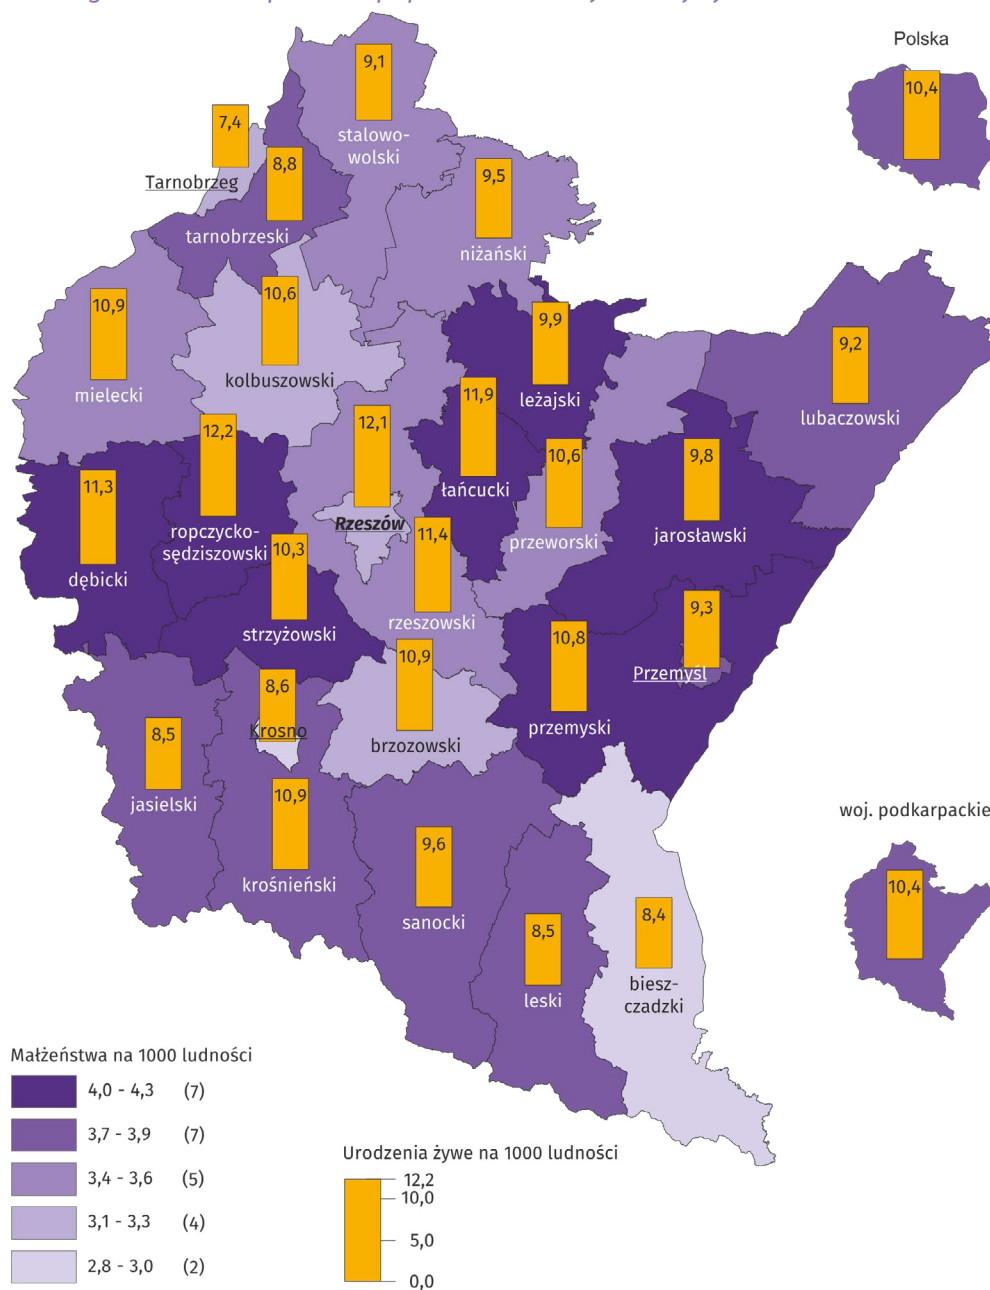 Polska
10,4
9,1
stalowo-
wolski
7,4
Tarnobrzeg
8,8
tarnobrzeski
9,5
niżański
10,9
mielecki
10,6
kolbuszowski
9,9
leżajski
9,2
lubaczowski
12,2
ropczycko-
sędziszowski
12,1
Rzeszów
11,9
łańcucki
10,6
przeworski
9,8
jarosławski
11,3
dębicki
10,3
strzyżowski
11,4
rzeszowski
10,8
przemyski
9,3
Przemyśl
8,5
jasielski
8,6
Krosno
10,9
brzozowski
10,9
krośnieński
9,6
sanocki
8,5
leski
8,4
biesz-
czadzki
woj. podkarpackie
10,4
Małżeństwa na 1000 ludności
4,0 - 4,3 (7)
3,7 - 3,9 (7)
3,4 - 3,6 (5)
3,1 - 3,3 (4)
2,8 - 3,0 (2)
Urodzenia żywe na 1000 ludności
12,2
10,0
5,0
0,0